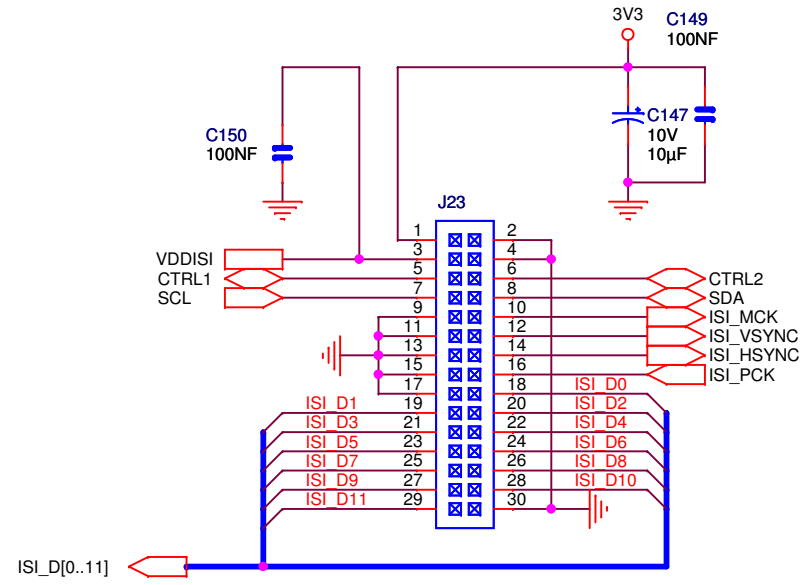 3V3
C149
100NF
C147
10V
10µF
C150
100NF
J23
1 2
VDDISI 3 4
CTRL1 5 6 CTRL2
SCL 7 8 SDA
9 10 ISI_MCK
11 12 ISI_VSYNC
13 14 ISI_HSYNC
15 16 ISI_PCK
17 18 ISI_D0
ISI_D1 19 20 ISI_D2
ISI_D3 21 22 ISI_D4
ISI_D5 23 24 ISI_D6
ISI_D7 25 26 ISI_D8
ISI_D9 27 28 ISI_D10
ISI_D11 29 30
ISI_D[0..11]